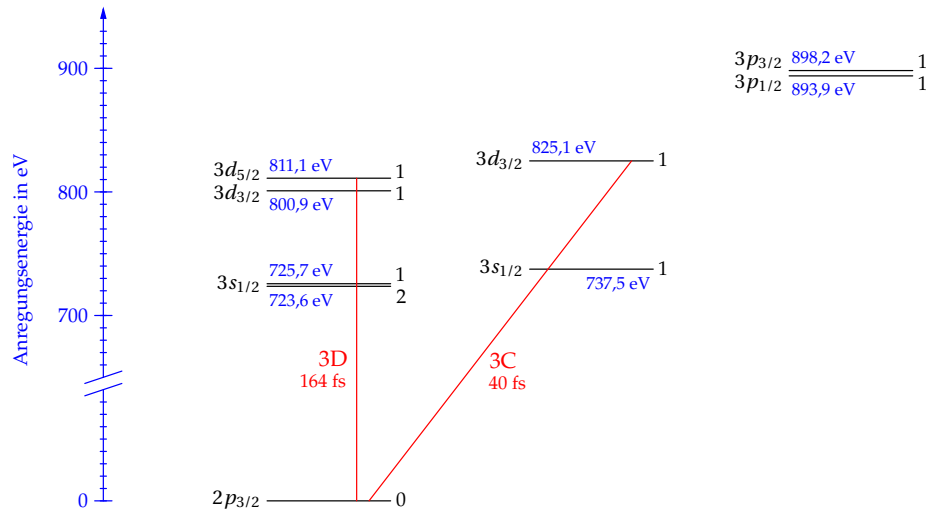 Anregungsenergie in eV
900
800
700
0
3p3/2 898,2 eV 1
3p1/2 893,9 eV 1
3d3/2 825,1 eV 1
3d5/2 811,1 eV 1
3d3/2 800,9 eV 1
3s1/2 725,7 eV 1
723,6 eV 2
3s1/2 737,5 eV 1
3D
164 fs
3C
40 fs
2p3/2 0